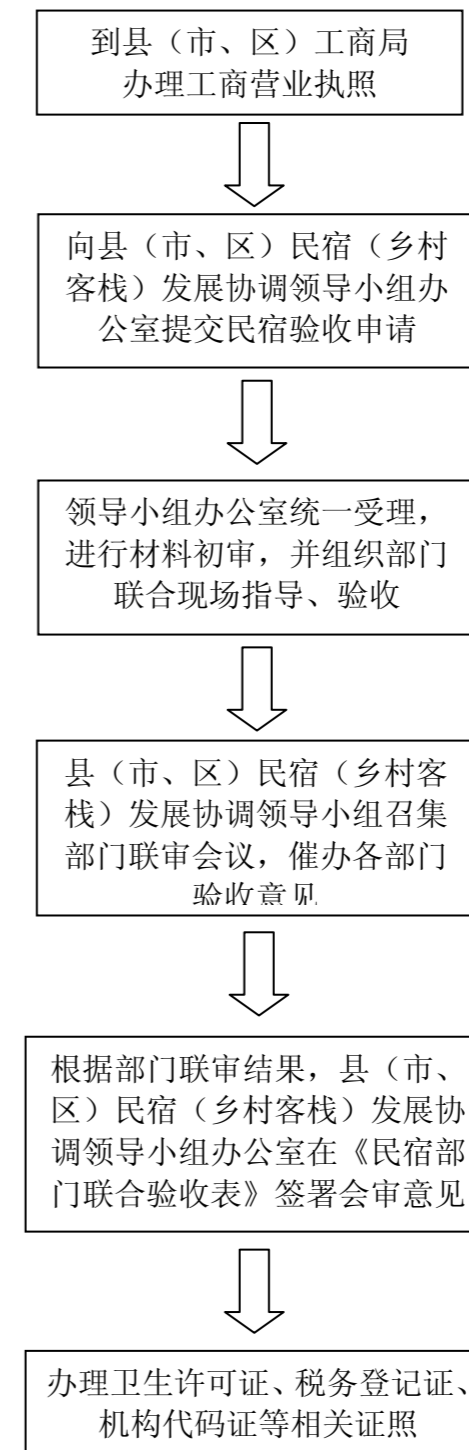 到县（市、区）工商局
办理工商营业执照
向县（市、区）民宿（乡村
客栈）发展协调领导小组办
公室提交民宿验收申请
领导小组办公室统一受理，
进行材料初审，并组织部门
联合现场指导、验收
县（市、区）民宿（乡村客
栈）发展协调领导小组召集
部门联审会议，催办各部门
验收意见
根据部门联审结果，县（市、
区）民宿（乡村客栈）发展协
调领导小组办公室在《民宿部
门联合验收表》签署会审意见
办理卫生许可证、税务登记证、
机构代码证等相关证照